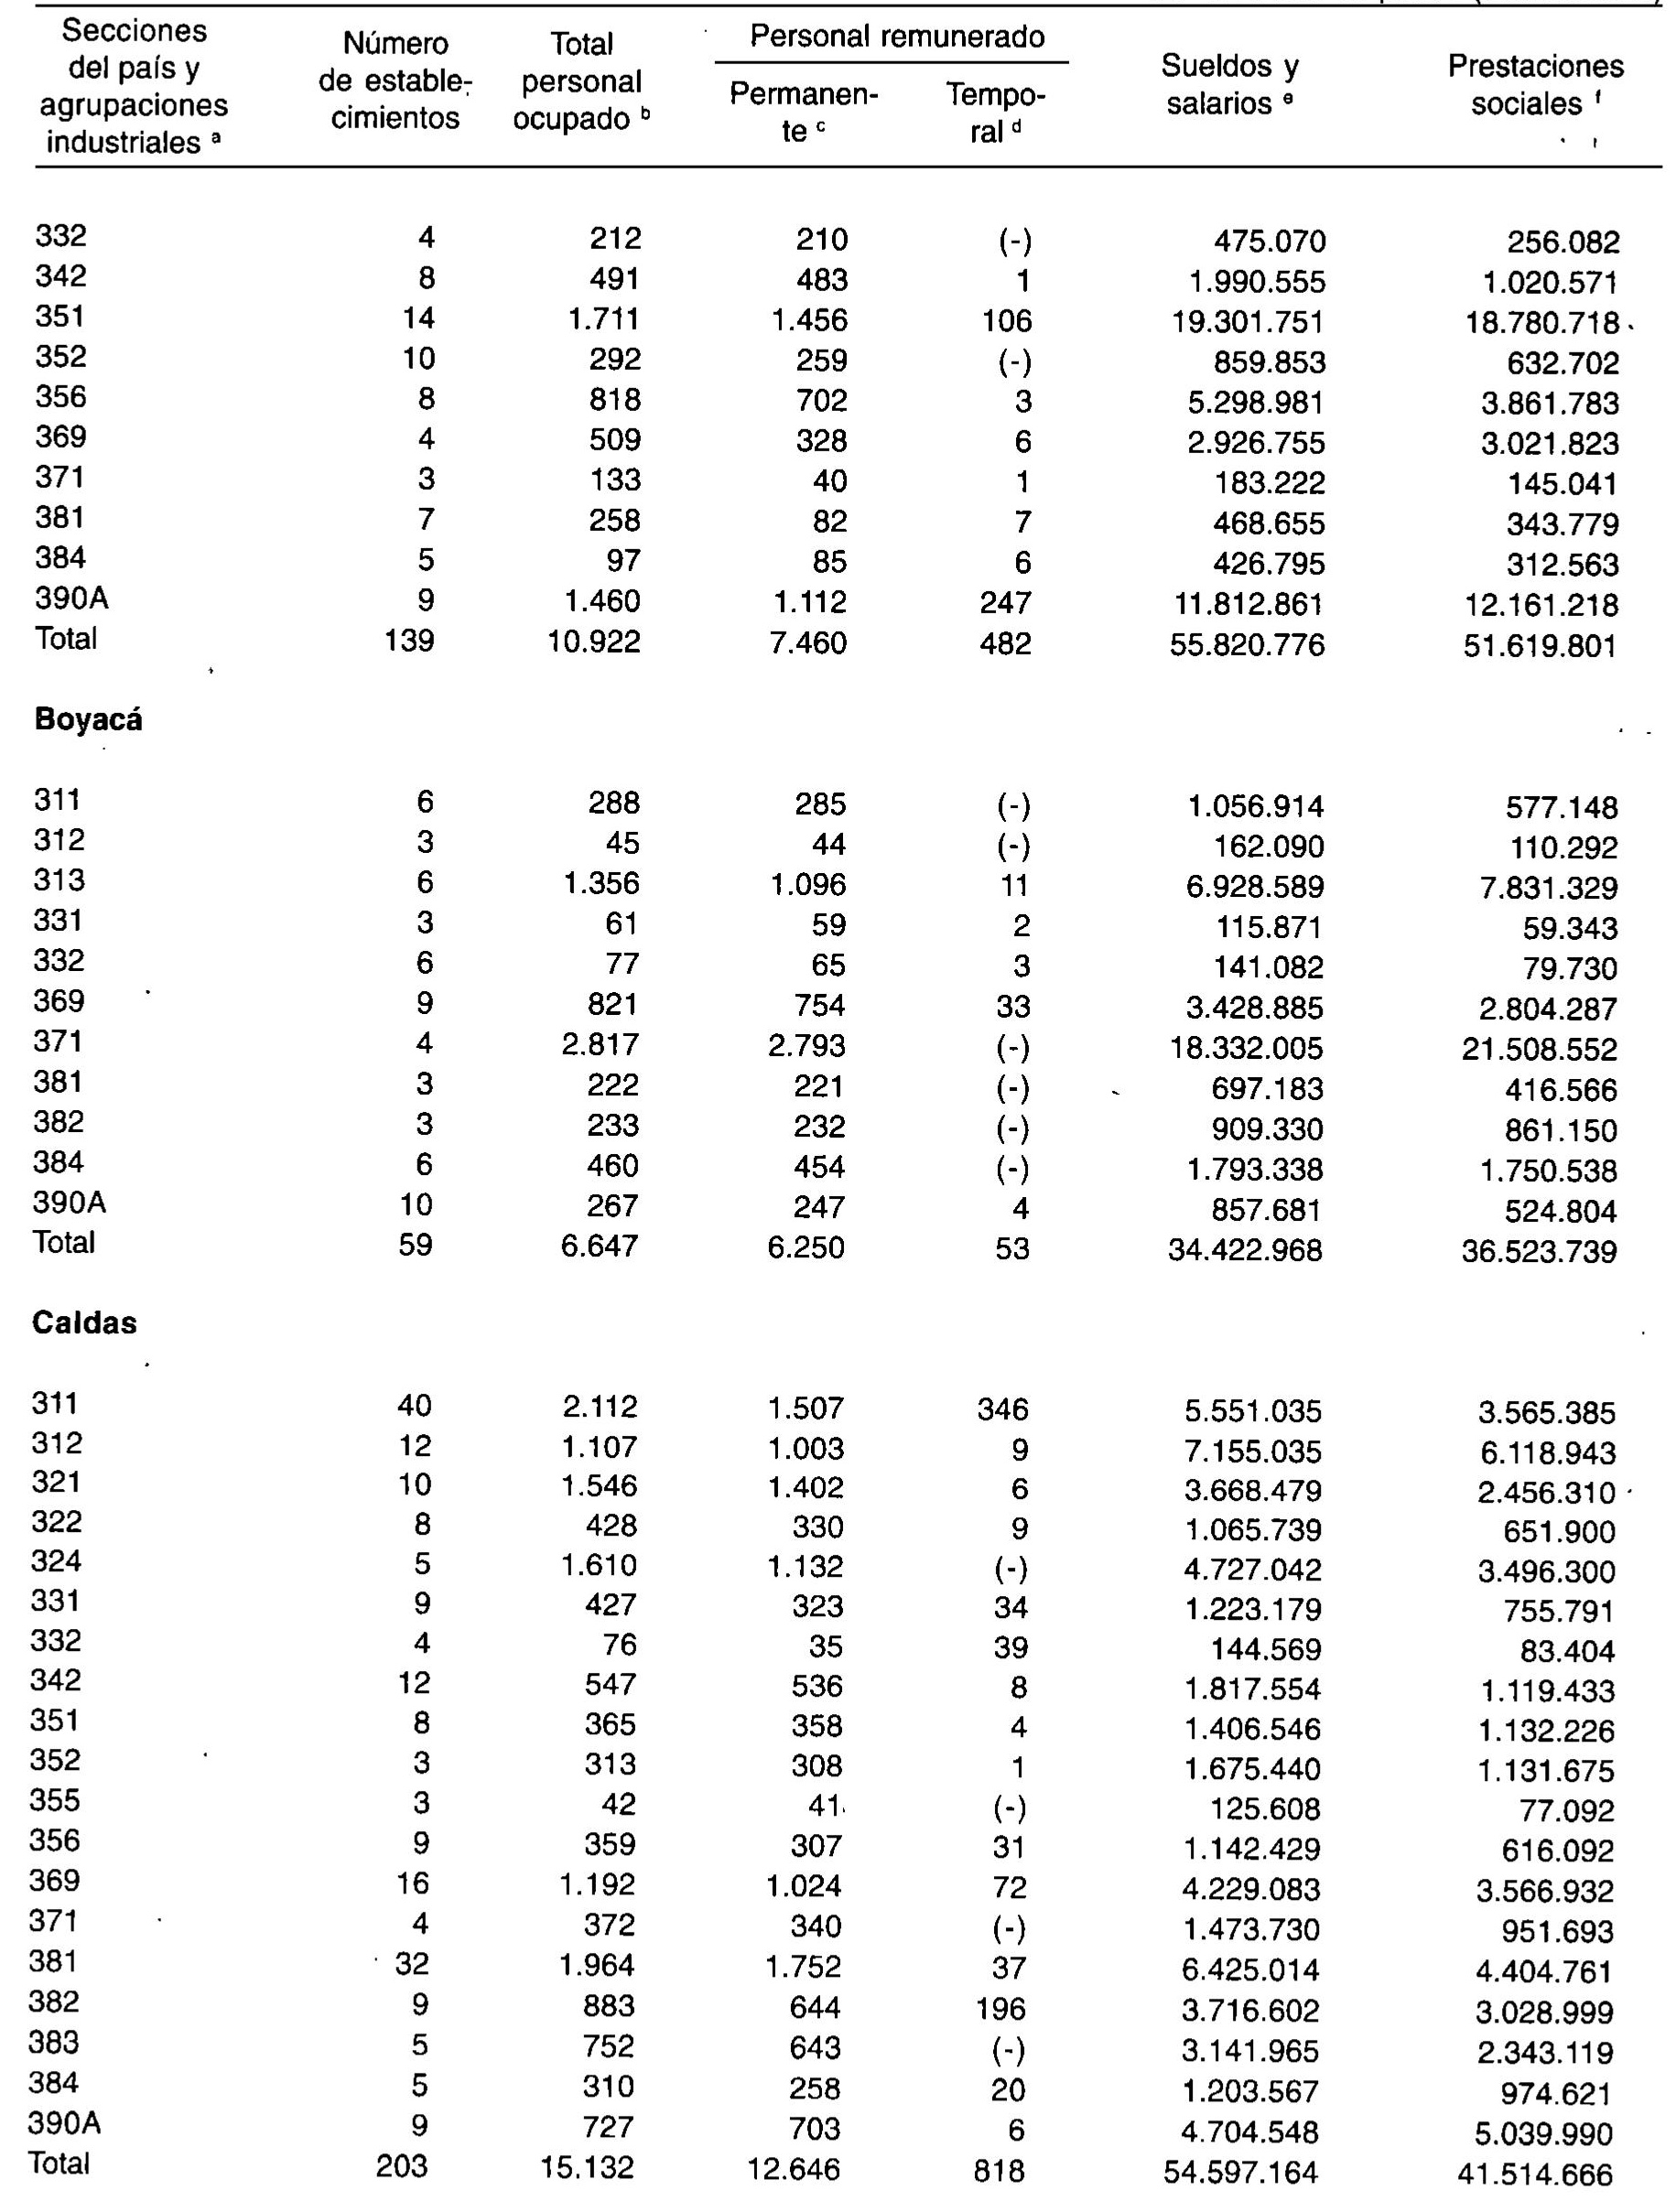 Secciones del país y agrupaciones industriales a Número de estable- cimientos Total personal ocupado b Personal remunerado Permanen- te c Tempo- ral d Sueldos y salarios e Prestaciones sociales f
332 4 212 210 (-) 475.070 256.082
342 8 491 483 1 1.990.555 1.020.571
351 14 1.711 1.456 106 19.301.751 18.780.718
352 10 292 259 (-) 859.853 632.702
356 8 818 702 3 5.298.981 3.861.783
369 4 509 328 6 2.926.755 3.021.823
371 3 133 40 1 183.222 145.041
381 7 258 82 7 468.655 343.779
384 5 97 85 6 426.795 312.563
390A 9 1.460 1.112 247 11.812.861 12.161.218
Total 139 10.922 7.460 482 55.820.776 51.619.801
Boyacá
311 6 288 285 (-) 1.056.914 577.148
312 3 45 44 (-) 162.090 110.292
313 6 1.356 1.096 11 6.928.589 7.831.329
331 3 61 59 2 115.871 59.343
332 6 77 65 3 141.082 79.730
369 9 821 754 33 3.428.885 2.804.287
371 4 2.817 2.793 (-) 18.332.005 21.508.552
381 3 222 221 (-) 697.183 416.566
382 3 233 232 (-) 909.330 861.150
384 6 460 454 (-) 1.793.338 1.750.538
390A 10 267 247 4 857.681 524.804
Total 59 6.647 6.250 53 34.422.968 36.523.739
Caldas
311 40 2.112 1.507 346 5.551.035 3.565.385
312 12 1.107 1.003 9 7.155.035 6.118.943
321 10 1.546 1.402 6 3.668.479 2.456.310
322 8 428 330 9 1.065.739 651.900
324 5 1.610 1.132 (-) 4.727.042 3.496.300
331 9 427 323 34 1.223.179 755.791
332 4 76 35 39 144.569 83.404
342 12 547 536 8 1.817.554 1.119.433
351 8 365 358 4 1.406.546 1.132.226
352 3 313 308 1 1.675.440 1.131.675
355 3 42 41 (-) 125.608 77.092
356 9 359 307 31 1.142.429 616.092
369 16 1.192 1.024 72 4.229.083 3.566.932
371 4 372 340 (-) 1.473.730 951.693
381 32 1.964 1.752 37 6.425.014 4.404.761
382 9 883 644 196 3.716.602 3.028.999
383 5 752 643 (-) 3.141.965 2.343.119
384 5 310 258 20 1.203.567 974.621
390A 9 727 703 6 4.704.548 5.039.990
Total 203 15.132 12.646 818 54.597.164 41.514.666